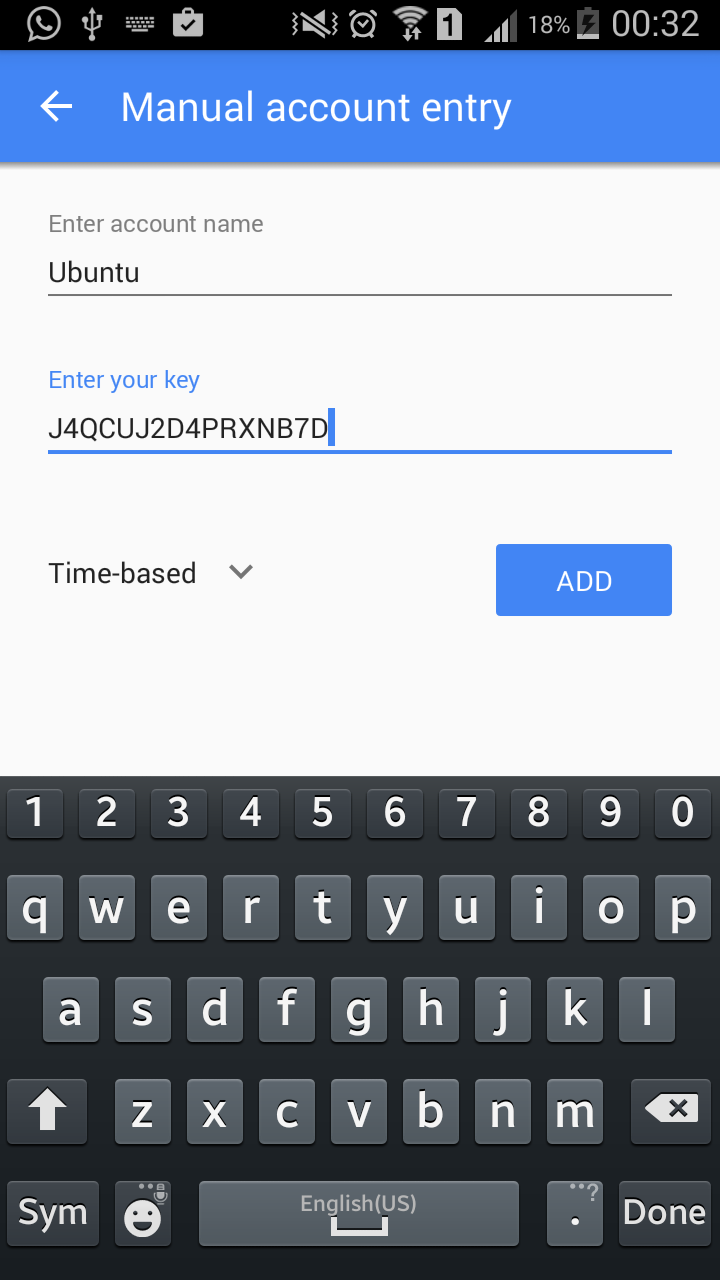 1 18% 00:32
Manual account entry
Enter account name
Ubuntu
Enter your key
J4QCUJ2D4PRXNB7D
Time-based
ADD
1 2 3 4 5 6 7 8 9 0
q w e r t y u i o p
a s d f g h j k l
z x c v b n m
Sym English(US) . ? Done